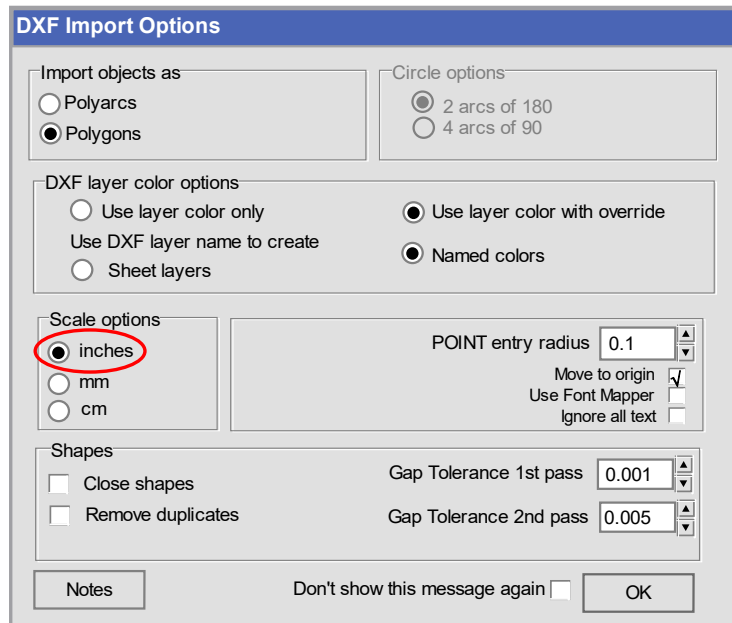 DXF Import Options
Import objects as
Polyarcs
Polygons
Circle options
2 arcs of 180
4 arcs of 90
DXF layer color options
Use layer color only
Use layer color with override
Use DXF layer name to create
Sheet layers
Named colors
Scale options
inches
mm
cm
POINT entry radius 0.1
Move to origin
Use Font Mapper
Ignore all text
Shapes
Close shapes
Remove duplicates
Gap Tolerance 1st pass 0.001
Gap Tolerance 2nd pass 0.005
Notes
Don't show this message again
OK